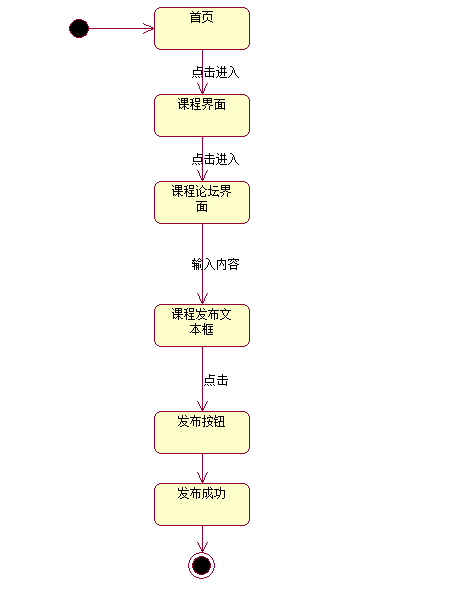 首页
点击进入
课程界面
点击进入
课程论坛界
面
输入内容
课程发布文
本框
点击
发布按钮
发布成功